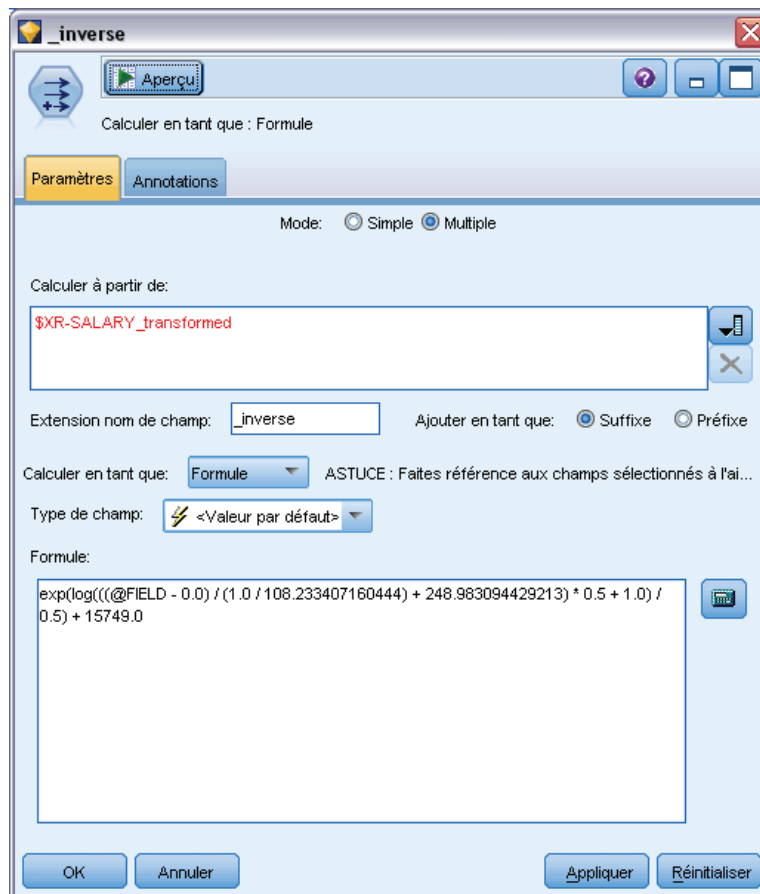 _inverse
Aperçu
Calculer en tant que : Formule
Paramètres
Annotations
Mode: Simple Multiple
Calculer à partir de:
$XR-SALARY_transformed
Extension nom de champ: _inverse Ajouter en tant que: Suffixe Préfixe
Calculer en tant que: Formule ASTUCE : Faites référence aux champs sélectionnés à l'ai...
Type de champ: <Valeur par défaut>
Formule:
exp(log(((@FIELD - 0.0) / (1.0 / 108.233407160444) + 248.983094429213) * 0.5 + 1.0) /
0.5) + 15749.0
OK Annuler Appliquer Réinitialiser